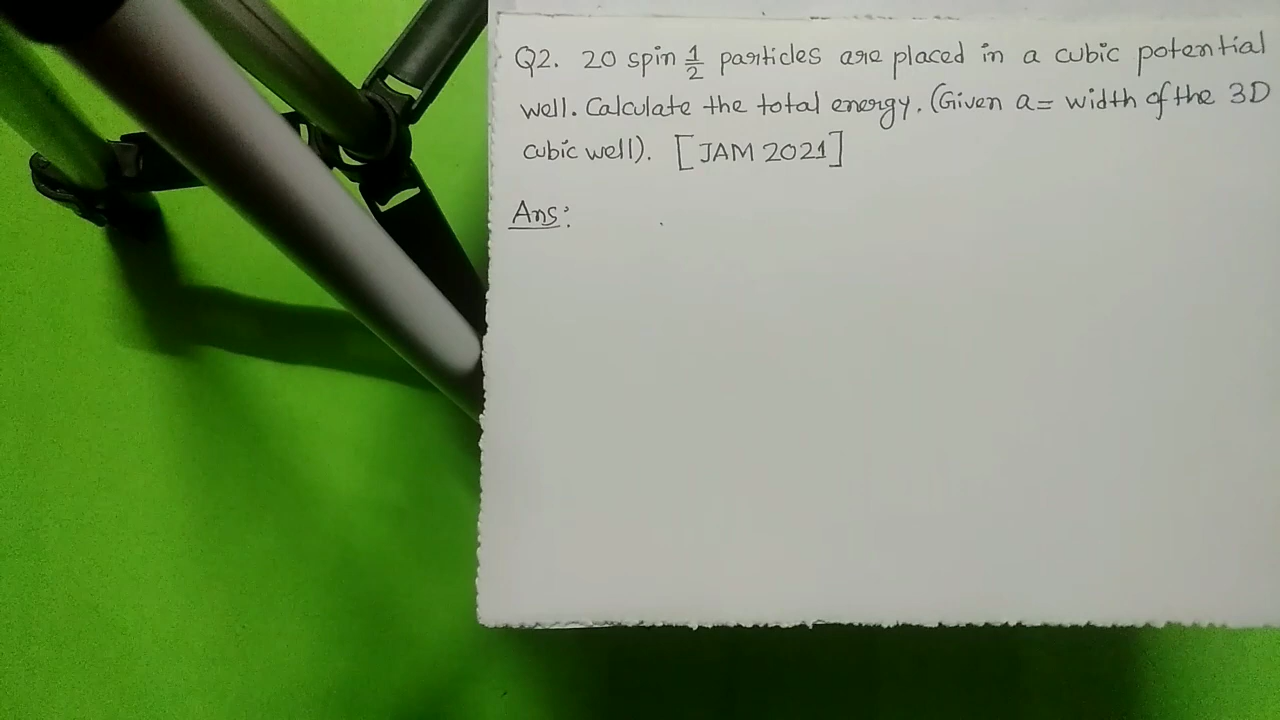 Q2. 20 spin 1/2 particles are placed in a cubic potential
well. Calculate the total energy. (Given a = width of the 3D
cubic well). [JAM 2021]
Ans: